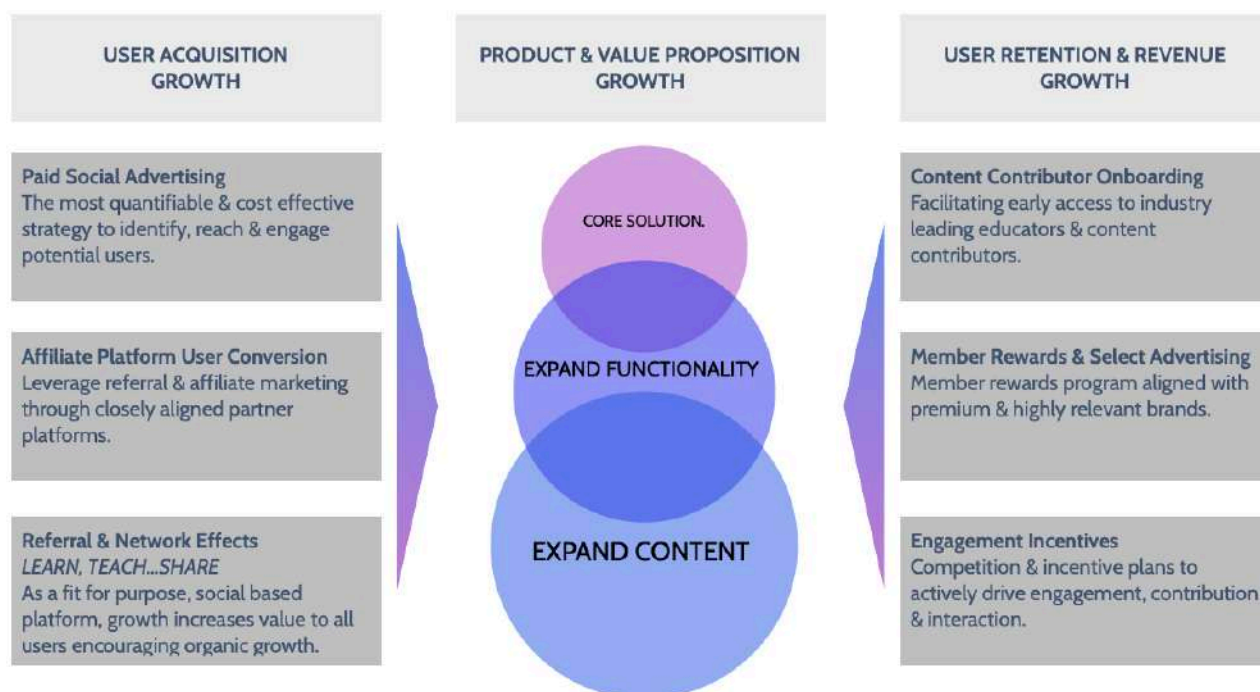 USER ACQUISITION
GROWTH
Paid Social Advertising
The most quantifiable & cost effective
strategy to identify, reach & engage
potential users.
Affiliate Platform User Conversion
Leverage referral & affiliate marketing
through closely aligned partner
platforms.
Referral & Network Effects
LEARN, TEACH...SHARE
As a fit for purpose, social based
platform, growth increases value to all
users encouraging organic growth.
PRODUCT & VALUE PROPOSITION
GROWTH
CORE SOLUTION.
EXPAND FUNCTIONALITY
EXPAND CONTENT
USER RETENTION & REVENUE
GROWTH
Content Contributor Onboarding
Facilitating early access to industry
leading educators & content
contributors.
Member Rewards & Select Advertising
Member rewards program aligned with
premium & highly relevant brands.
Engagement Incentives
Competition & incentive plans to
actively drive engagement, contribution
& interaction.